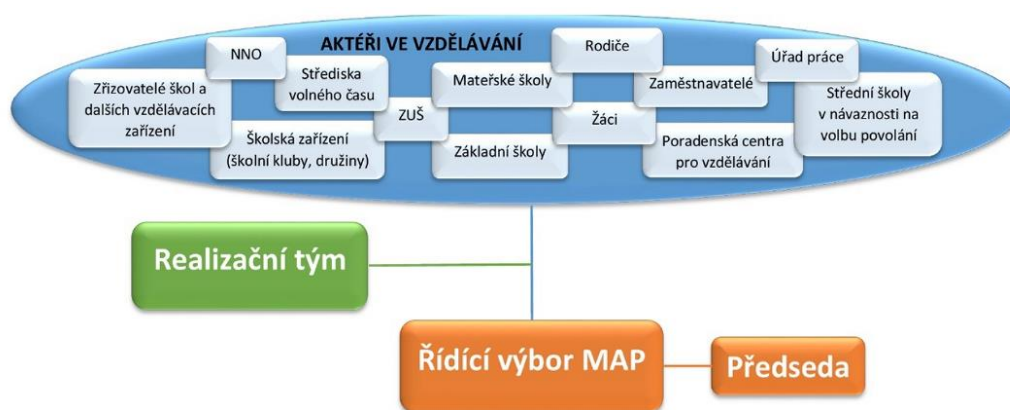 AKTÉŘI VE VZDĚLÁVÁNÍ
NNO
Rodiče
Úřad práce
Zřizovatelé škol a
dalších vzdělávacích
zařízení
Střediska
volného času
Mateřské školy
Zaměstnavatelé
Střední školy
v návaznosti na
volbu povolání
ZUŠ
Žáci
Školská zařízení
(školní kluby, družiny)
Základní školy
Poradenská centra
pro vzdělávání
Realizační tým
Řídící výbor MAP
Předseda